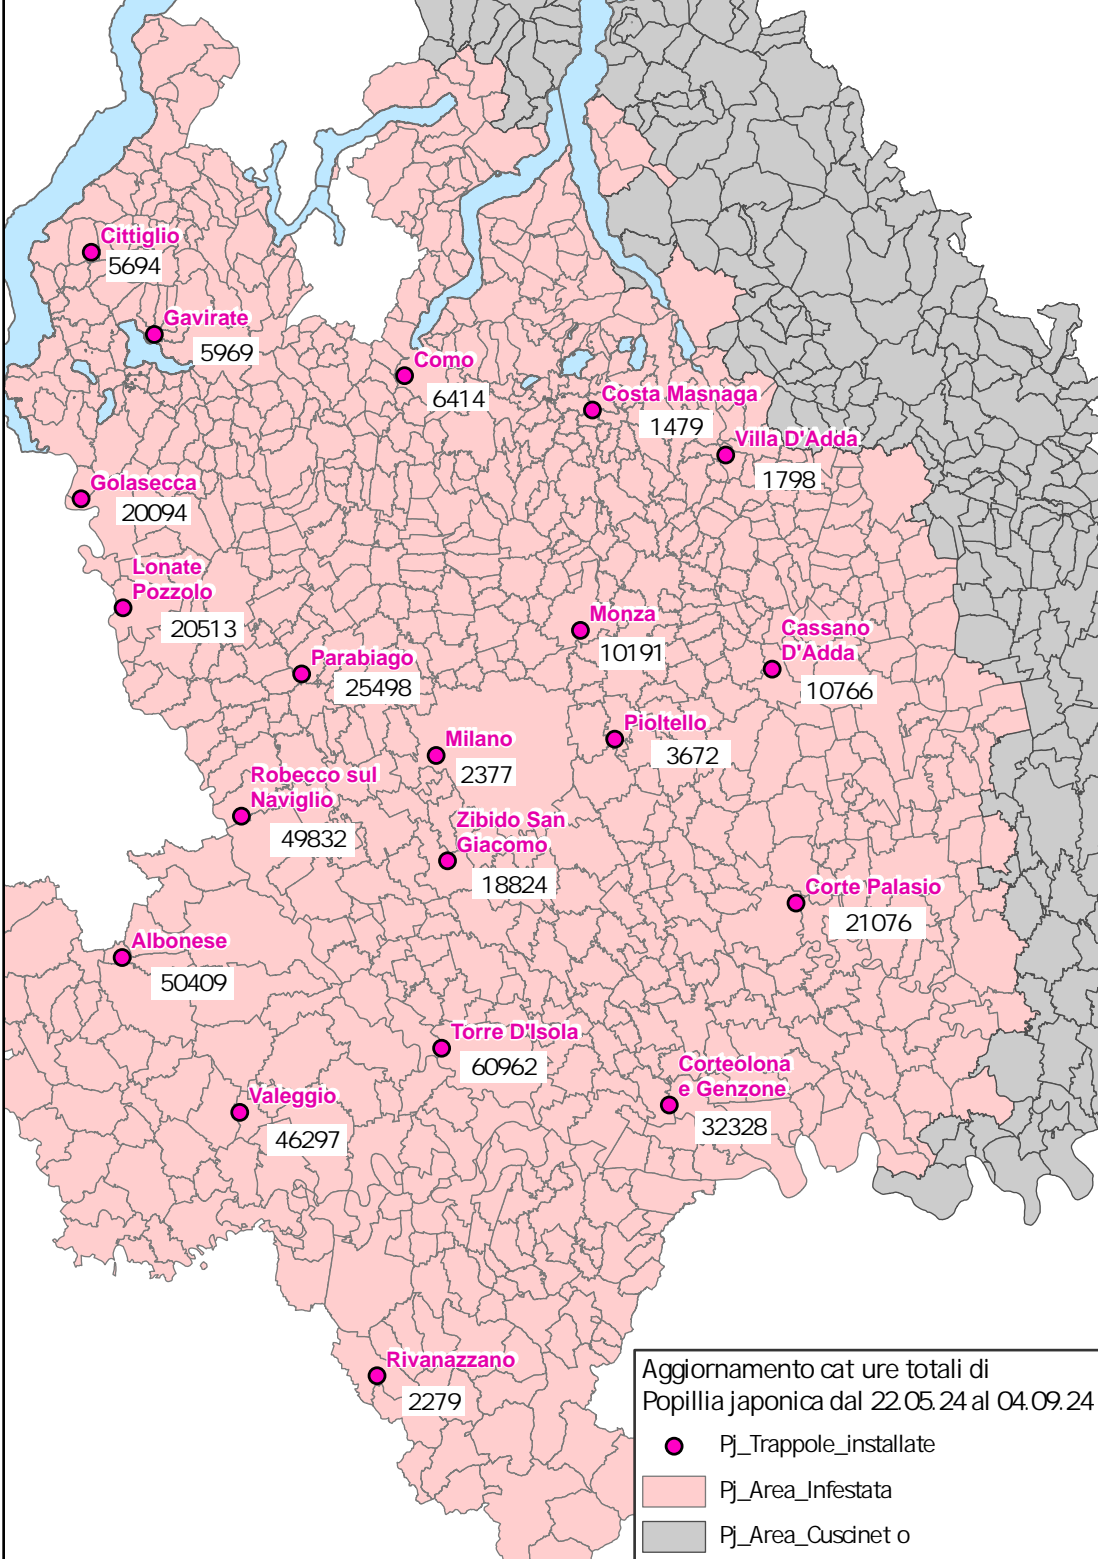 Cittiglio
5694
Gavirate
5969
Como
6414
Costa Masnaga
1479
Villa D'Adda
1798
Golasecca
20094
Lonate
Pozzolo
20513
Monza
10191
Cassano
D'Adda
10766
Parabiago
25498
Pioltello
3672
Milano
2377
Robecco sul
Naviglio
49832
Zibido San
Giacomo
18824
Corte Palasio
21076
Albonese
50409
Torre D'Isola
60962
Corteolona
e Genzone
32328
Valeggio
46297
Rivanazzano
2279
Aggiornamento cat ure totali di
Popillia japonica dal 22.05.24 al 04.09.24
Pj_Trappole_installate
Pj_Area_Infestata
Pj_Area_Cuscinet o